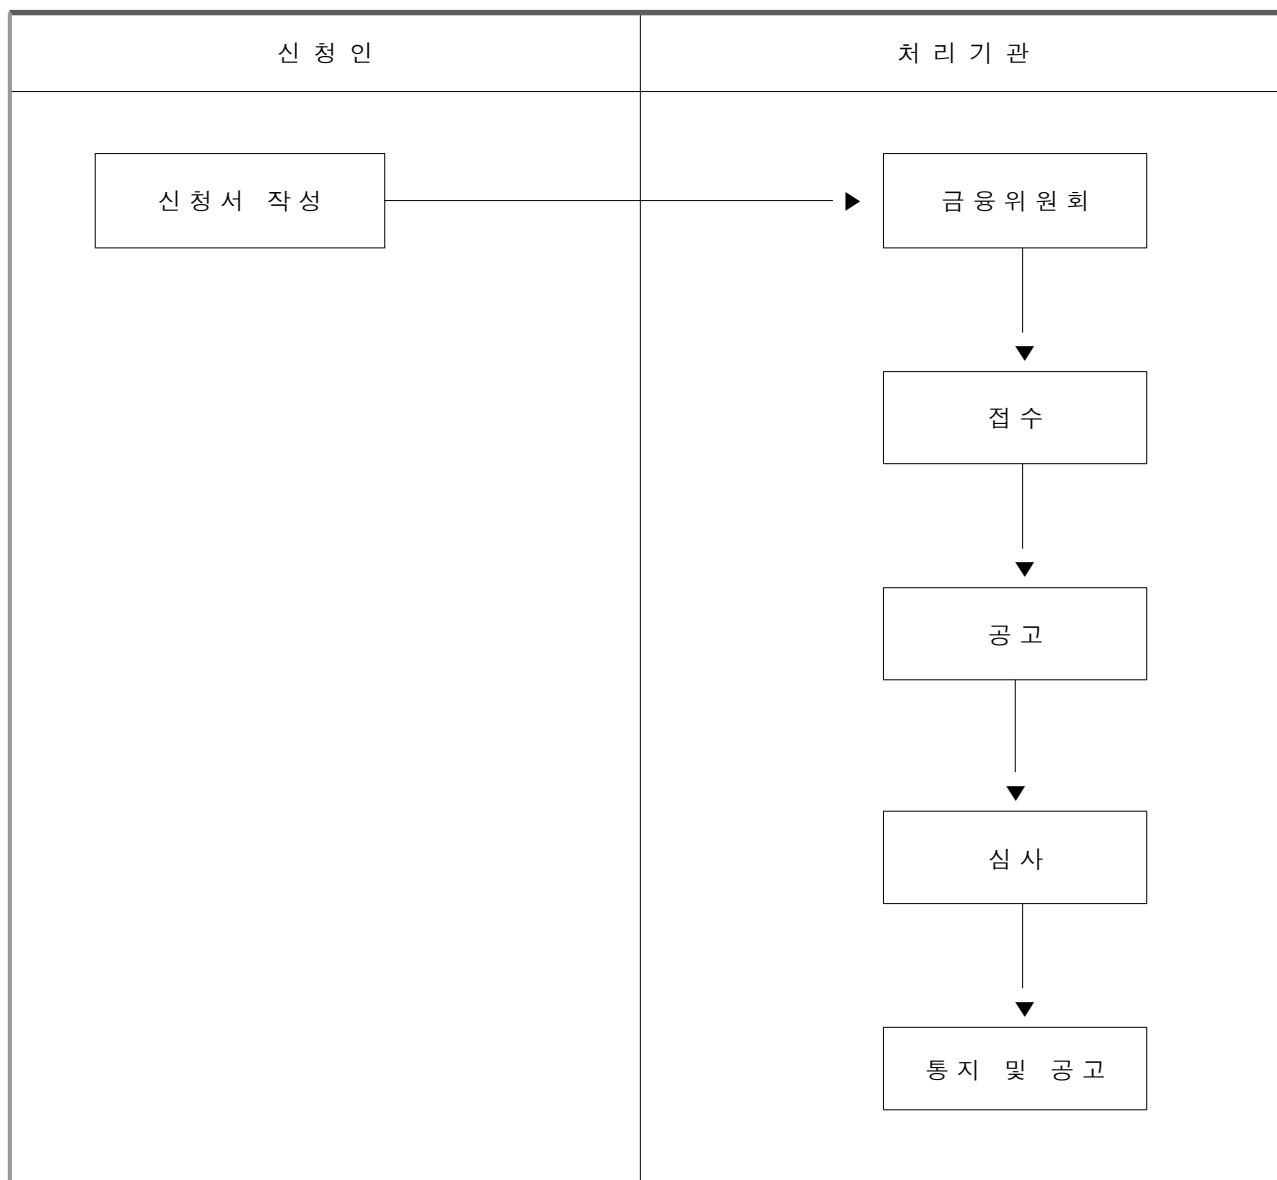 신청인
처리기관
신청서 작성
금융위원회
접수
공고
심사
통지 및 공고